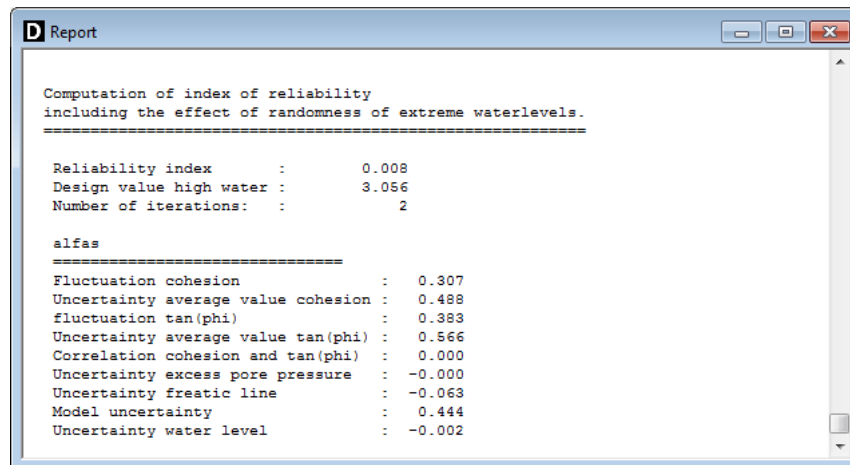 D Report
Computation of index of reliability
including the effect of randomness of extreme waterlevels.
==========================================================
Reliability index : 0.008
Design value high water : 3.056
Number of iterations: : 2
alfas
===============================
Fluctuation cohesion : 0.307
Uncertainty average value cohesion : 0.488
fluctuation tan(phi) : 0.383
Uncertainty average value tan(phi) : 0.566
Correlation cohesion and tan(phi) : 0.000
Uncertainty excess pore pressure : -0.000
Uncertainty freatic line : -0.063
Model uncertainty : 0.444
Uncertainty water level : -0.002